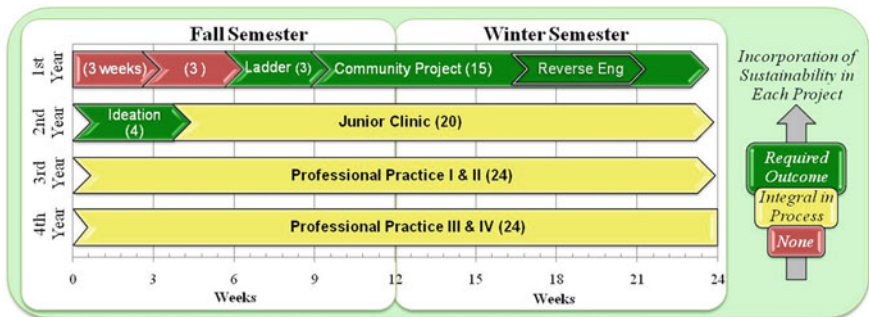 Fall Semester Winter Semester
1st Year (3 weeks) (3 ) Ladder (3) Community Project (15) Reverse Eng
2nd Year Ideation (4) Junior Clinic (20)
3rd Year Professional Practice I & II (24)
4th Year Professional Practice III & IV (24)
0 3 6 9 12 15 18 21 24
Weeks Weeks
Incorporation of
Sustainability in
Each Project
Required
Outcome
Integral in
Process
None